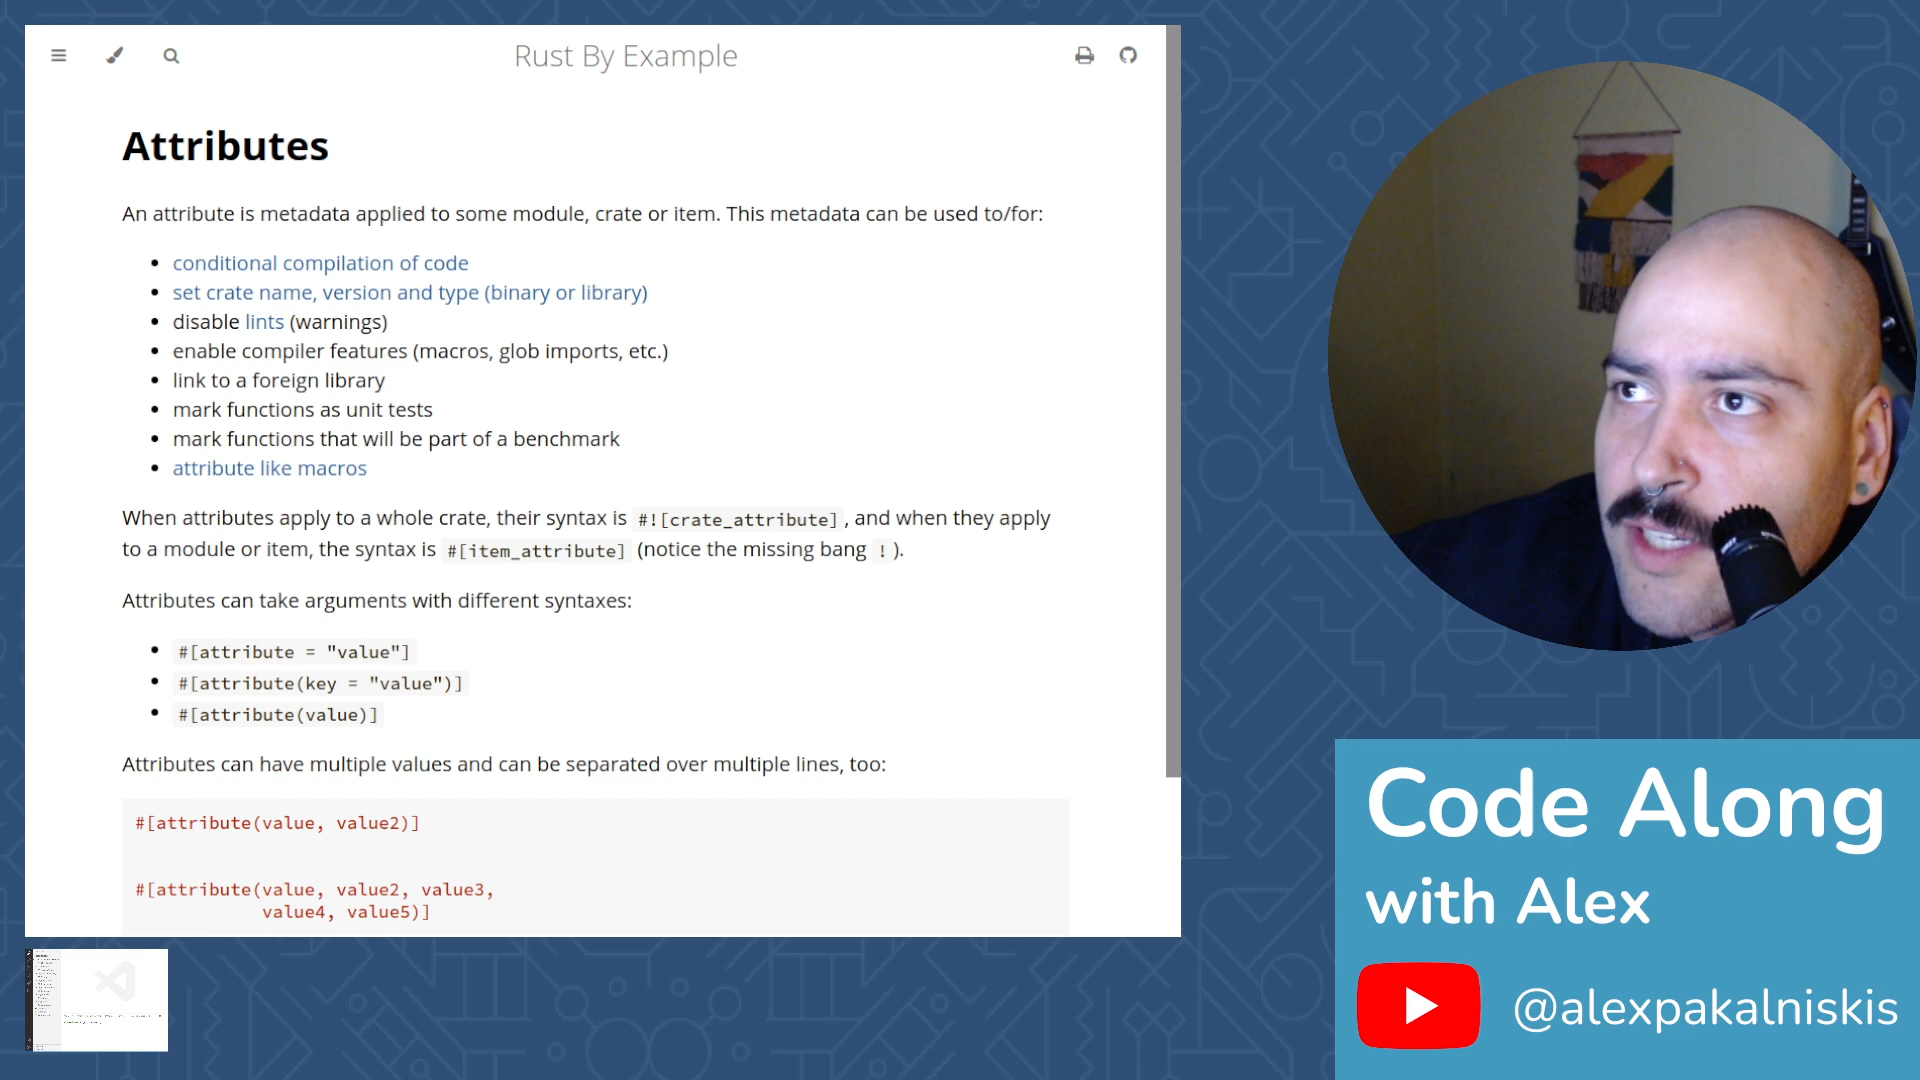 Rust By Example
Attributes
An attribute is metadata applied to some module, crate or item. This metadata can be used to/for:
• conditional compilation of code
• set crate name, version and type (binary or library)
• disable lints (warnings)
• enable compiler features (macros, glob imports, etc.)
• link to a foreign library
• mark functions as unit tests
• mark functions that will be part of a benchmark
• attribute like macros
When attributes apply to a whole crate, their syntax is #![crate_attribute], and when they apply
to a module or item, the syntax is #[item_attribute] (notice the missing bang !).
Attributes can take arguments with different syntaxes:
• #[attribute = "value"]
• #[attribute(key = "value")]
• #[attribute(value)]
Attributes can have multiple values and can be separated over multiple lines, too:
#[attribute(value, value2)]
#[attribute(value, value2, value3,
value4, value5)]
Code Along
with Alex
@alexpakalniskis